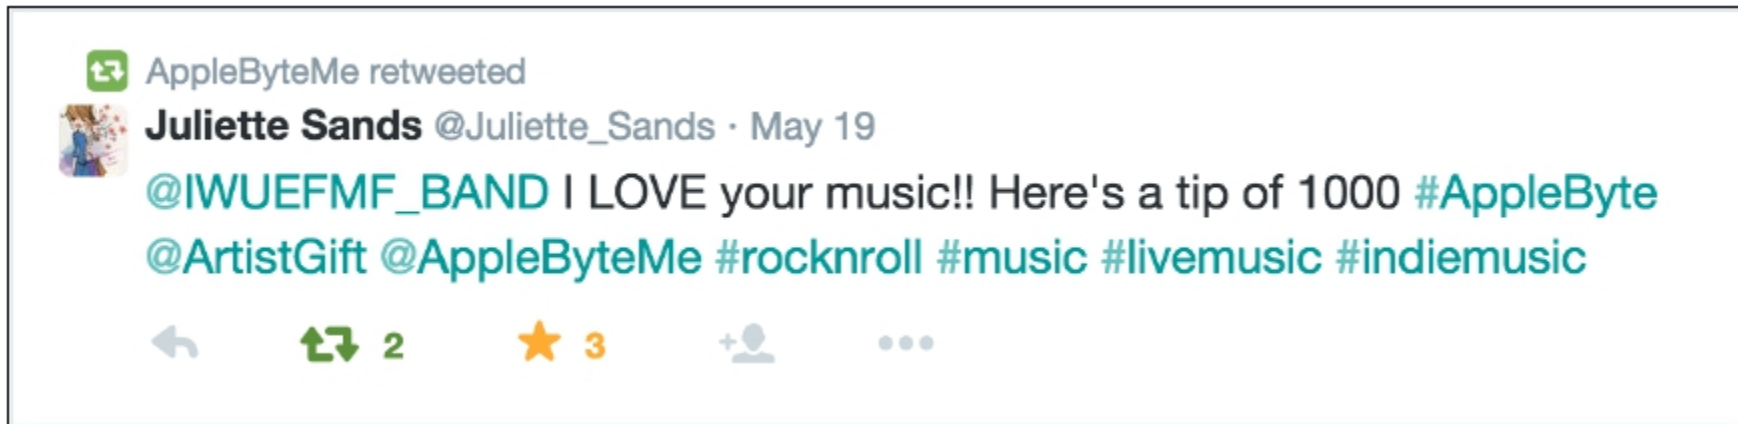 AppleByteMe retweeted
Juliette Sands @Juliette_Sands · May 19
@IWUEFMF_BAND I LOVE your music!! Here's a tip of 1000 #AppleByte
@ArtistGift @AppleByteMe #rocknroll #music #livemusic #indiemusic
2 3